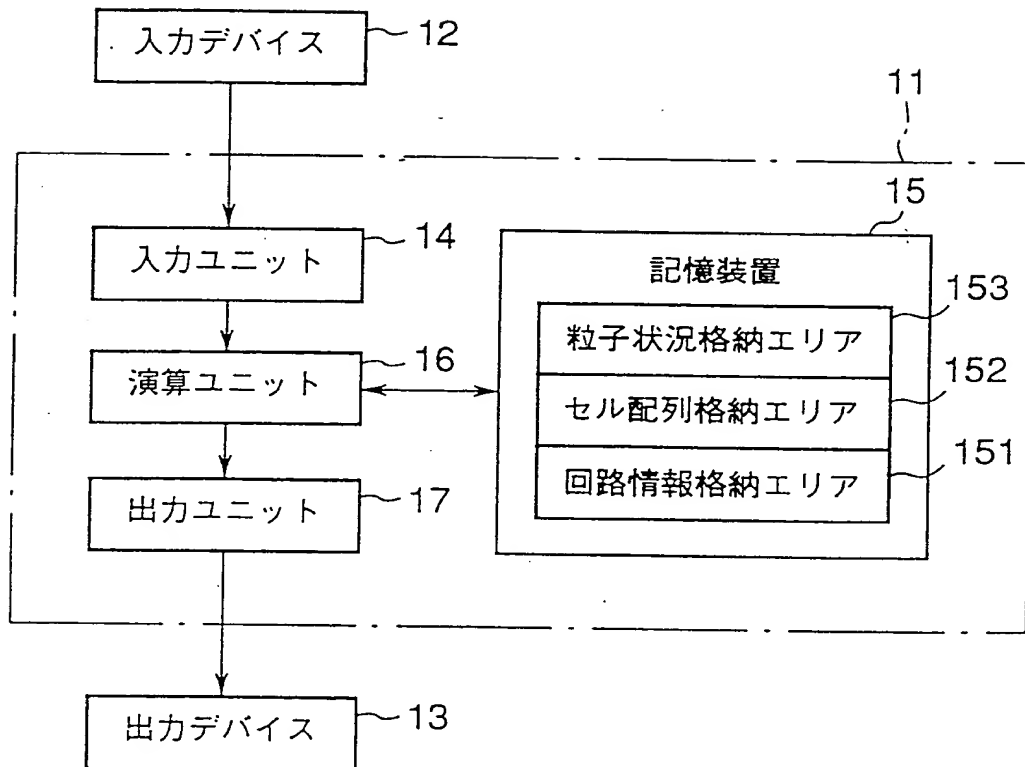 入力デバイス
12
11
入力ユニット
14
15
記憶装置
演算ユニット
16
粒子状況格納エリア
153
セル配列格納エリア
152
回路情報格納エリア
151
出力ユニット
17
出力デバイス
13